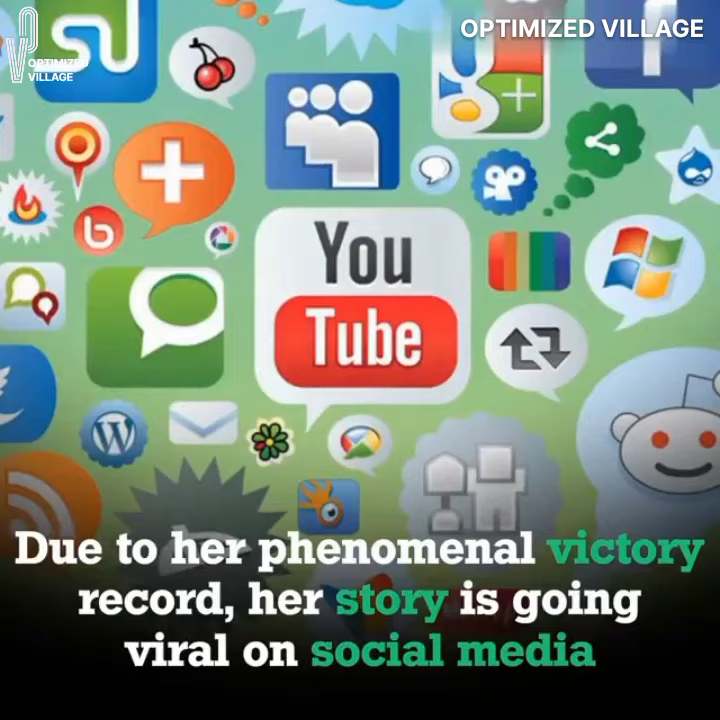 OPTIMIZED VILLAGE
OPTIMIZED
VILLAGE
You
Tube
Due to her phenomenal victory
record, her story is going
viral on social media